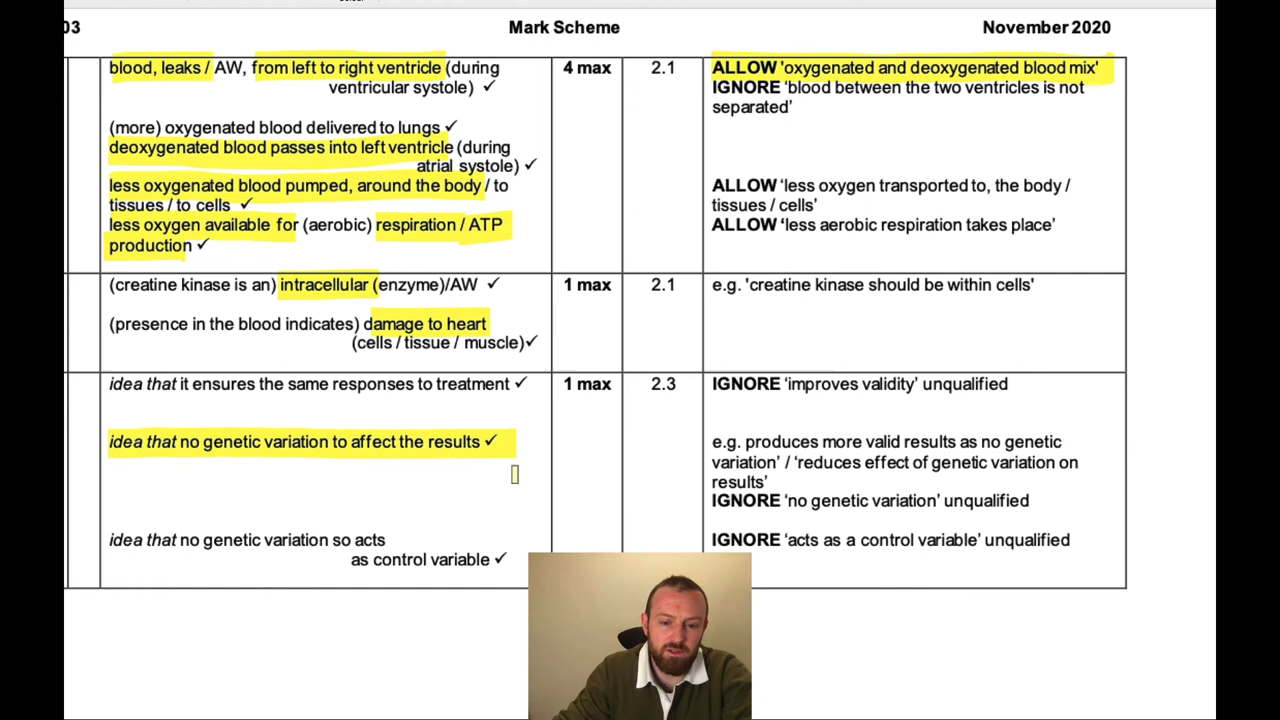 03 Mark Scheme November 2020
blood, leaks / AW, from left to right ventricle (during
ventricular systole) ✓
(more) oxygenated blood delivered to lungs ✓
deoxygenated blood passes into left ventricle (during
atrial systole) ✓
less oxygenated blood pumped, around the body / to
tissues / to cells ✓
less oxygen available for (aerobic) respiration / ATP
production ✓
4 max
2.1
ALLOW 'oxygenated and deoxygenated blood mix'
IGNORE ‘blood between the two ventricles is not
separated’
ALLOW ‘less oxygen transported to, the body /
tissues / cells’
ALLOW ‘less aerobic respiration takes place’
(creatine kinase is an) intracellular (enzyme)/AW ✓
(presence in the blood indicates) damage to heart
(cells / tissue / muscle) ✓
1 max
2.1
e.g. 'creatine kinase should be within cells'
idea that it ensures the same responses to treatment ✓
idea that no genetic variation to affect the results ✓
idea that no genetic variation so acts
as control variable ✓
1 max
2.3
IGNORE ‘improves validity’ unqualified
e.g. produces more valid results as no genetic
variation’ / ‘reduces effect of genetic variation on
results’
IGNORE ‘no genetic variation’ unqualified
IGNORE ‘acts as a control variable’ unqualified